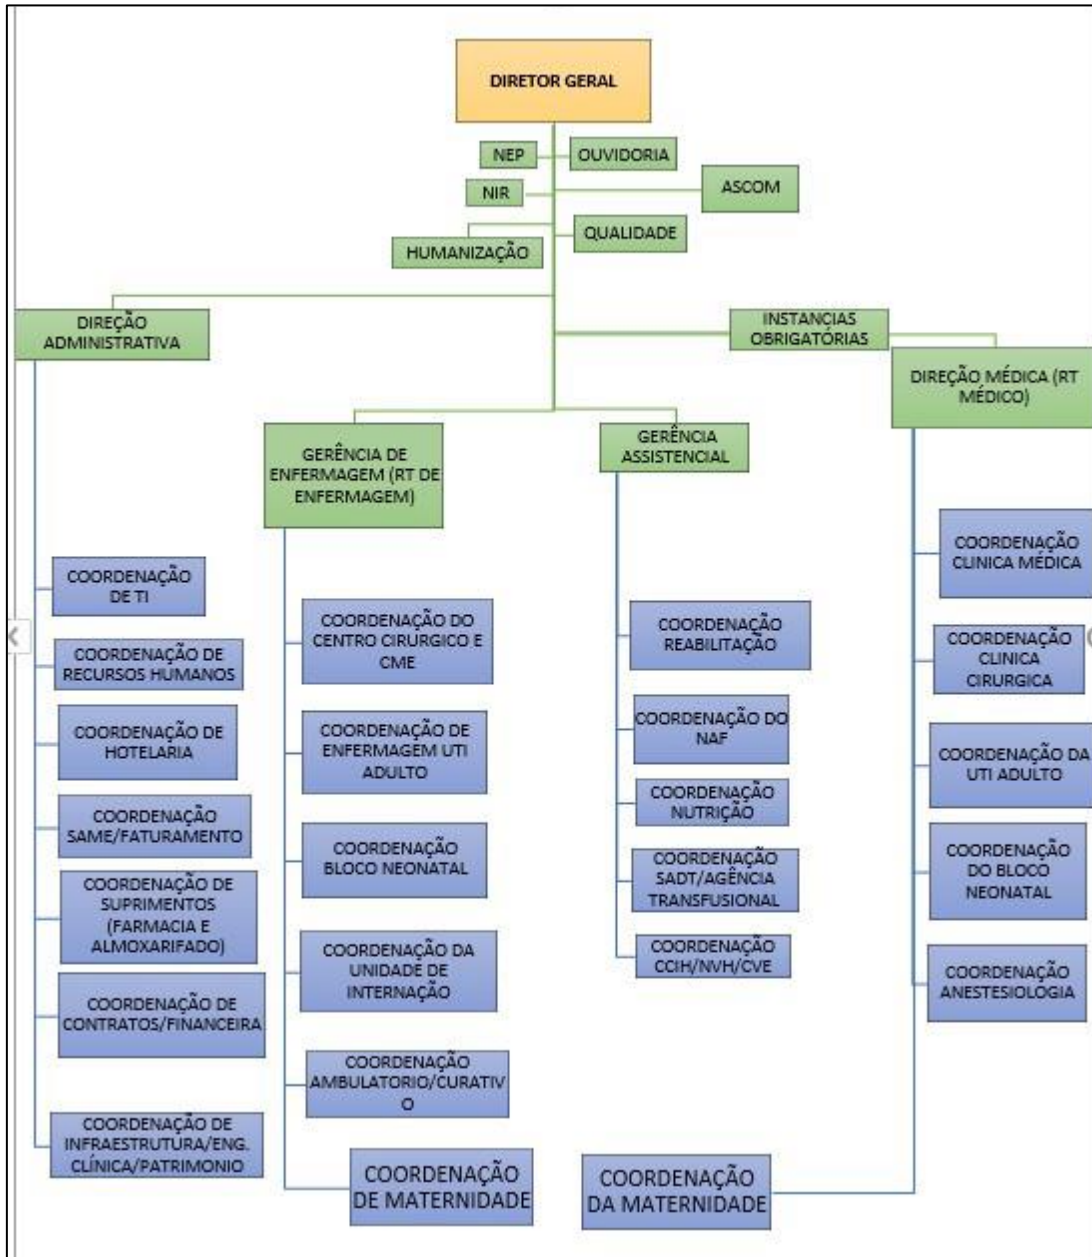 DIRETOR GERAL
NEP
OUVIDORIA
NIR
ASCOM
HUMANIZAÇÃO
QUALIDADE
DIREÇÃO
ADMINISTRATIVA
INSTANCIAS
OBRIGATÓRIAS
DIREÇÃO MÉDICA (RT
MÉDICO)
GERÊNCIA DE
ENFERMAGEM (RT DE
ENFERMAGEM)
GERÊNCIA
ASSISTENCIAL
COORDENAÇÃO
DE TI
COORDENAÇÃO DE
RECURSOS HUMANOS
COORDENAÇÃO DE
HOTELARIA
COORDENAÇÃO
SAME/FATURAMENTO
COORDENAÇÃO DE
SUPRIMENTOS
(FARMACIA E
ALMOXARIFADO)
COORDENAÇÃO DE
CONTRATOS/FINANCEIRA
COORDENAÇÃO DE
INFRAESTRUTURA/ENG.
CLÍNICA/PATRIMONIO
COORDENAÇÃO DO
CENTRO CIRÚRGICO E
CME
COORDENAÇÃO DE
ENFERMAGEM UTI
ADULTO
COORDENAÇÃO
BLOCO NEONATAL
COORDENAÇÃO DA
UNIDADE DE
INTERNAÇÃO
COORDENAÇÃO
AMBULATORIO/CURATIV
O
COORDENAÇÃO
DE MATERNIDADE
COORDENAÇÃO
REABILITAÇÃO
COORDENAÇÃO DO
NAF
COORDENAÇÃO
NUTRIÇÃO
COORDENAÇÃO
SADT/AGÊNCIA
TRANSFUSIONAL
COORDENAÇÃO
CCIH/NVH/CVE
COORDENAÇÃO
CLINICA MÉDICA
COORDENAÇÃO
CLINICA
CIRURGICA
COORDENAÇÃO DA
UTI ADULTO
COORDENAÇÃO
DO BLOCO
NEONATAL
COORDENAÇÃO
ANESTESIOLOGIA
COORDENAÇÃO
DA MATERNIDADE